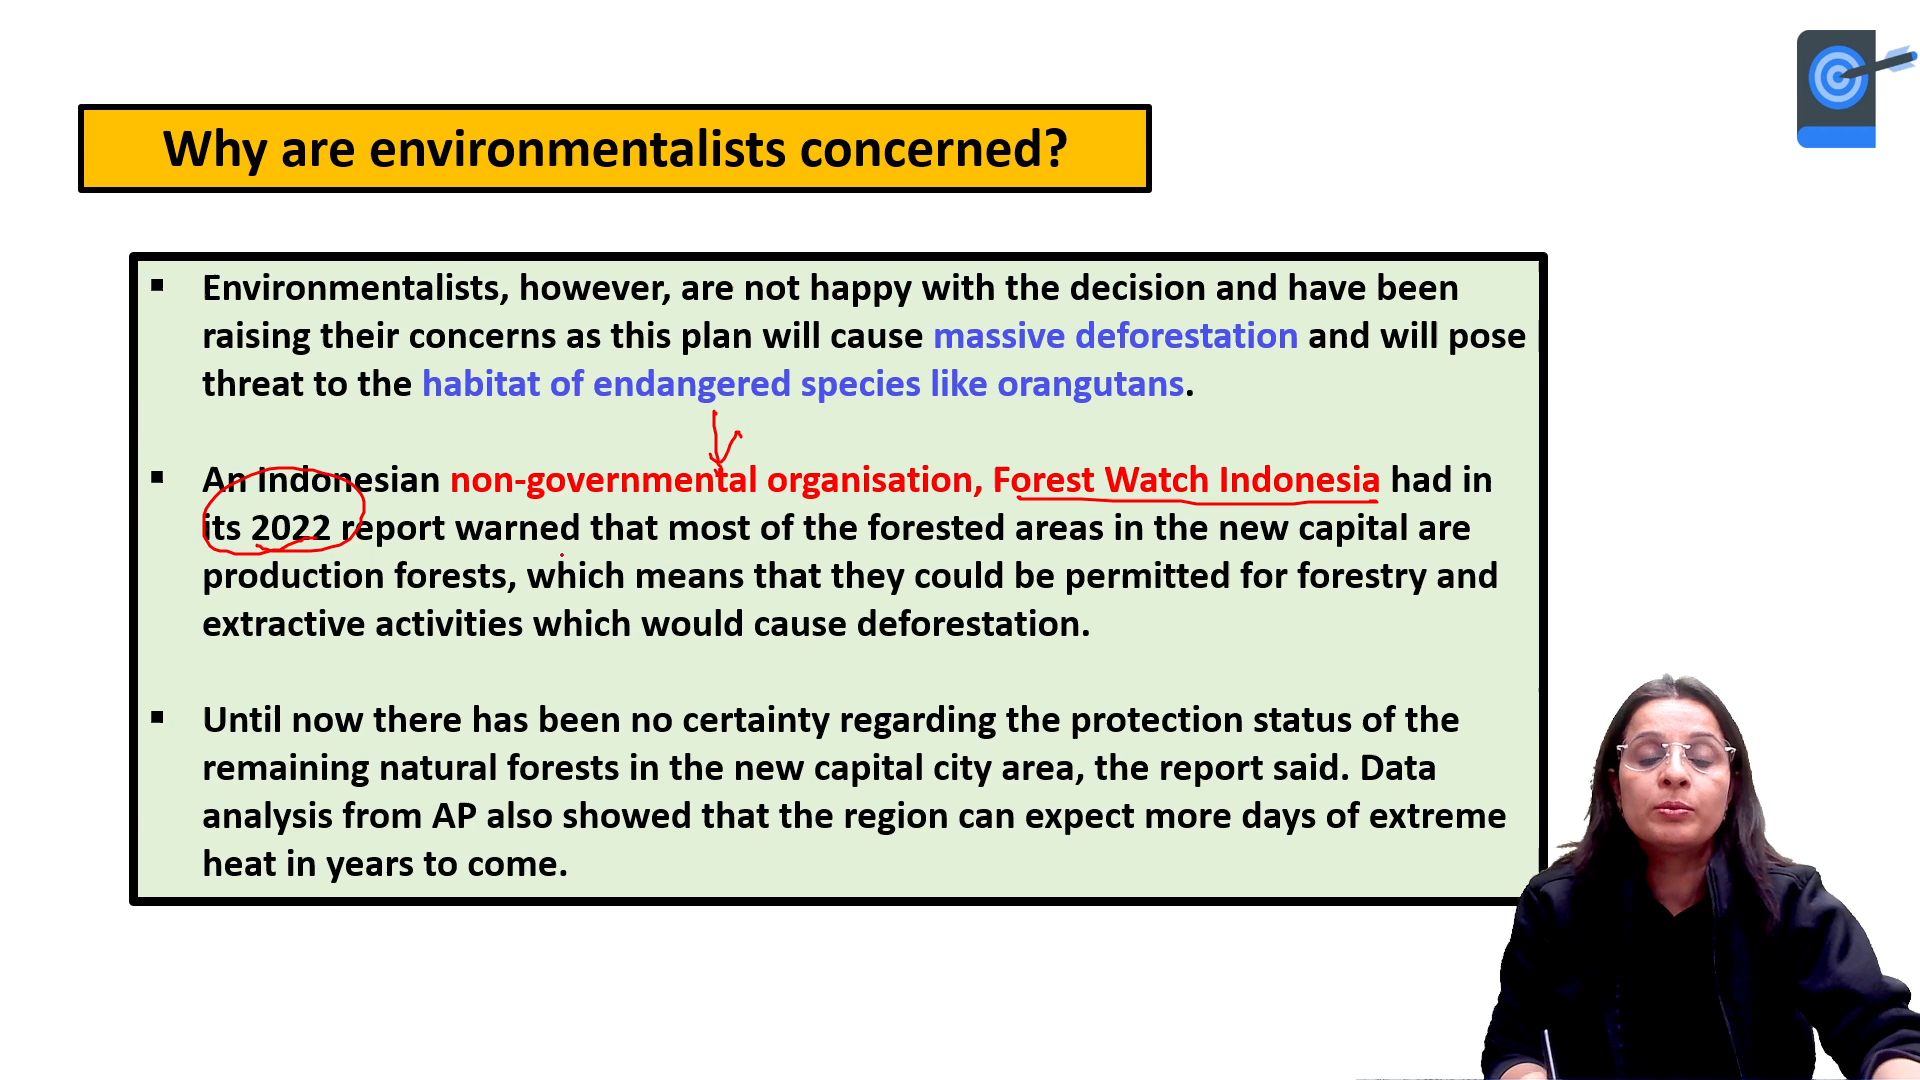 Why are environmentalists concerned?
▪ Environmentalists, however, are not happy with the decision and have been
raising their concerns as this plan will cause massive deforestation and will pose
threat to the habitat of endangered species like orangutans.
▪ An Indonesian non-governmental organisation, Forest Watch Indonesia had in
its 2022 report warned that most of the forested areas in the new capital are
production forests, which means that they could be permitted for forestry and
extractive activities which would cause deforestation.
▪ Until now there has been no certainty regarding the protection status of the
remaining natural forests in the new capital city area, the report said. Data
analysis from AP also showed that the region can expect more days of extreme
heat in years to come.